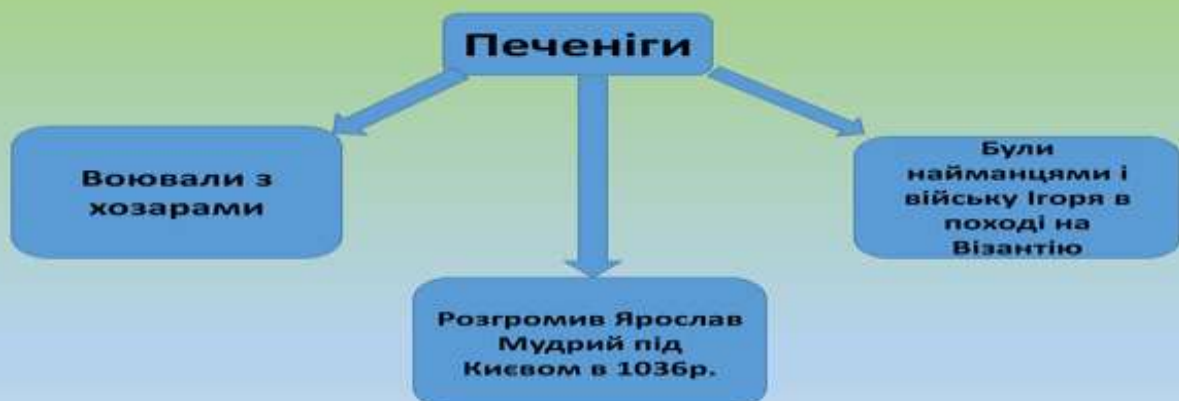 Печеніги
Воювали з
хозарами
Були
найманцями і
війську Ігоря в
поході на
Візантію
Розгромив Ярослав
Мудрий під
Києвом в 1036р.